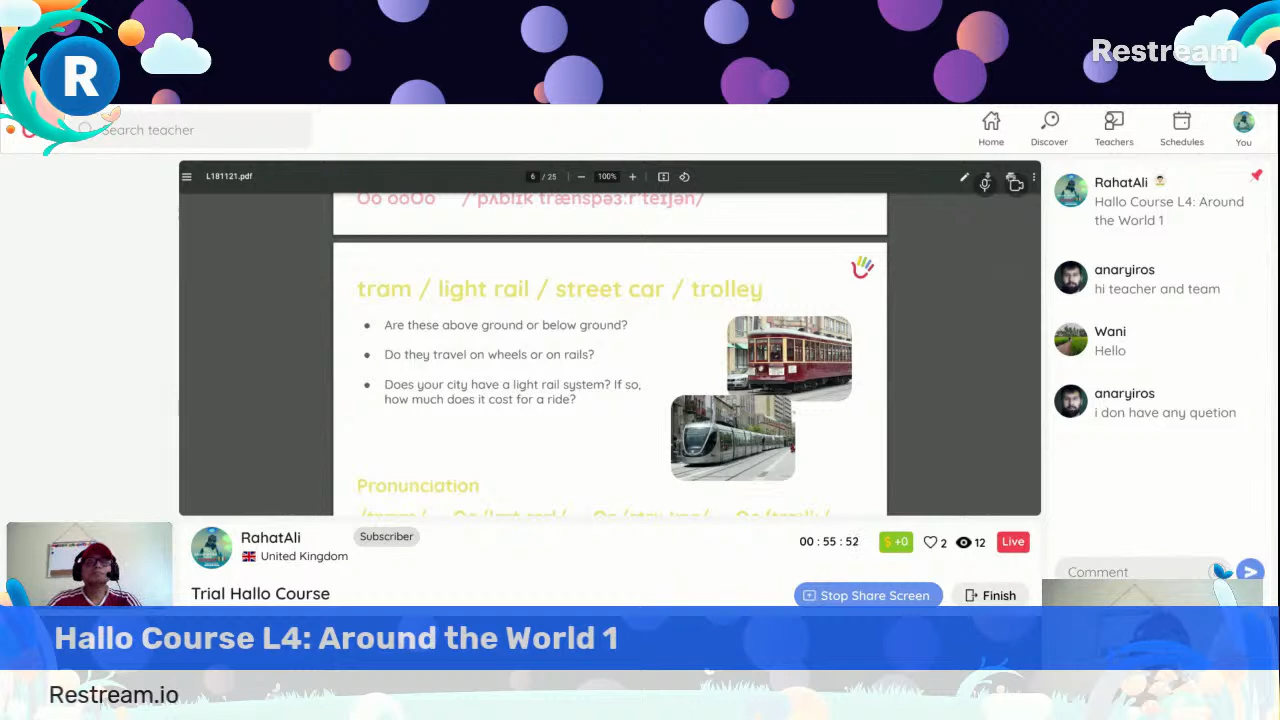 R
Restream
Search teacher
Home
Discover
Teachers
Schedules
You
L181121.pdf
6 / 25
100%
Oo ooOo /ˈpʌblɪk trænspəɜːrˈteɪʃən/
tram / light rail / street car / trolley
● Are these above ground or below ground?
● Do they travel on wheels or on rails?
● Does your city have a light rail system? If so,
how much does it cost for a ride?
Pronunciation
RahatAli
Hallo Course L4: Around
the World 1
anaryiros
hi teacher and team
Wani
Hello
anaryiros
i don have any quetion
Comment
RahatAli
Subscriber
United Kingdom
00 : 55 : 52
$ +0
2
12
Live
Trial Hallo Course
Stop Share Screen
Finish
Hallo Course L4: Around the World 1
Restream.io